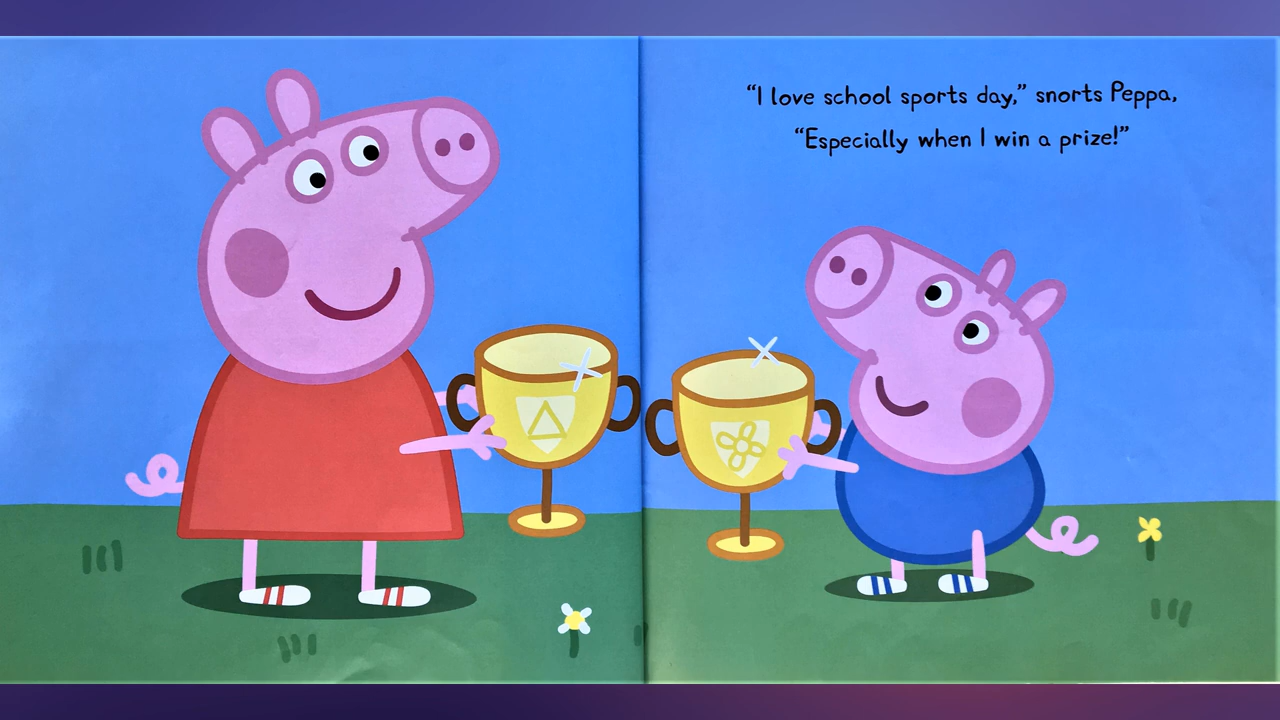 “I love school sports day,” snorts Peppa,
“Especially when I win a prize!”